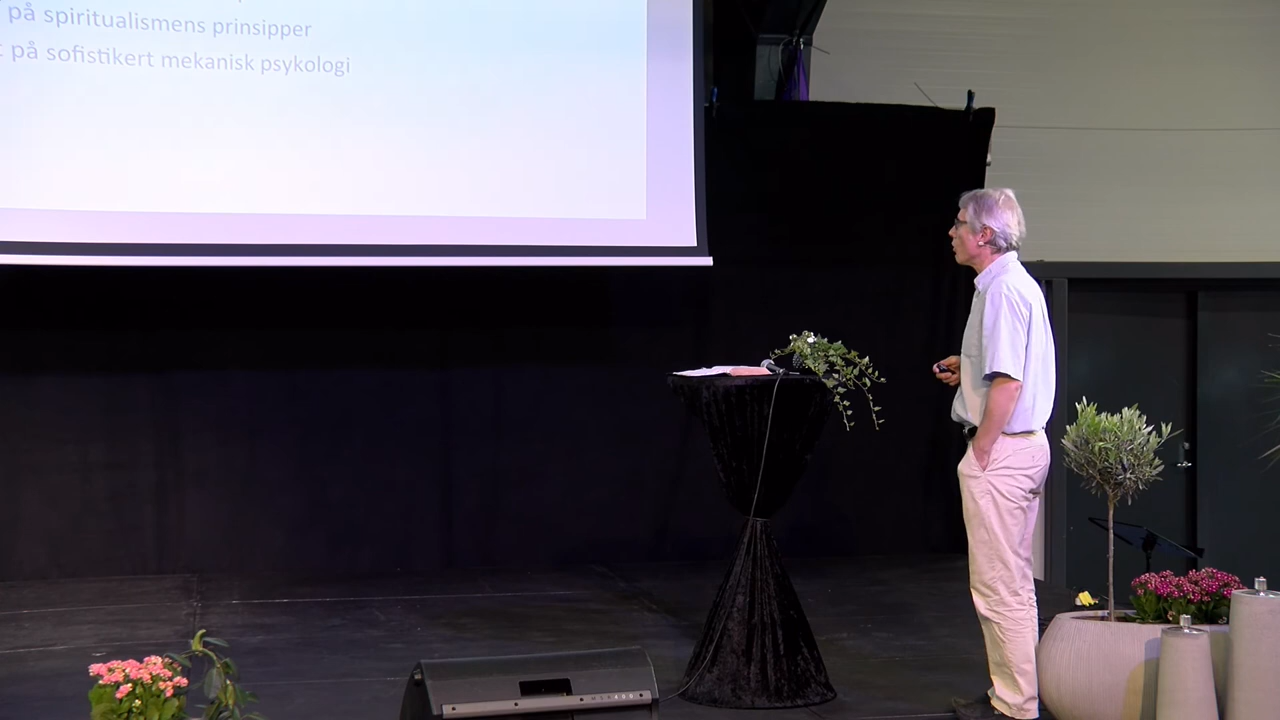 på spiritualismens prinsipper
på sofistikert mekanisk psykologi